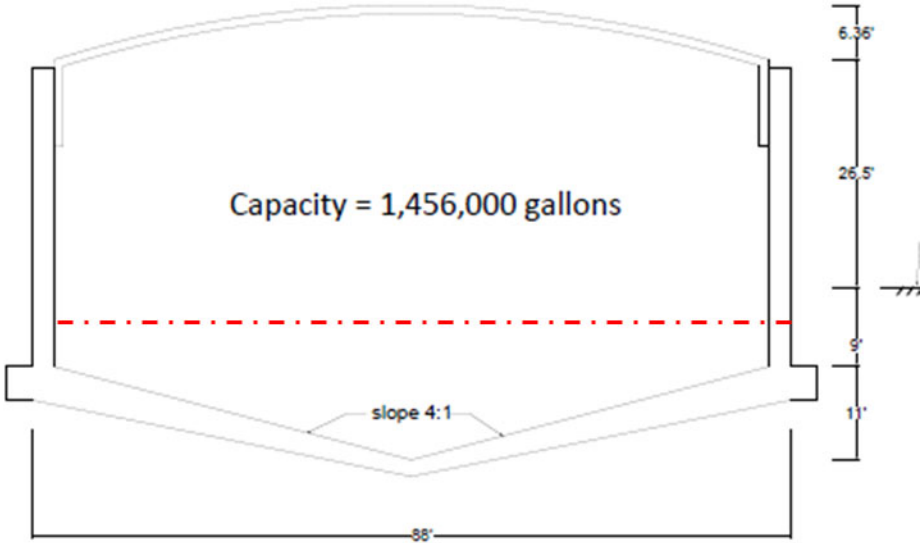 6.36'
26.5'
Capacity = 1,456,000 gallons
9'
slope 4:1
11'
88'